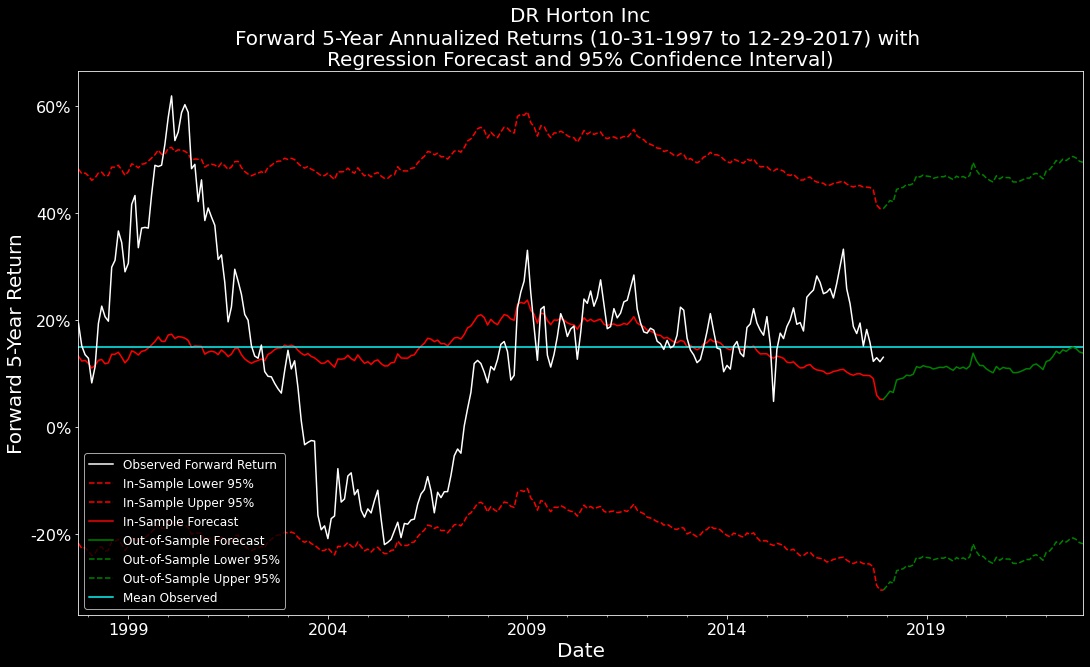 DR Horton Inc
Forward 5-Year Annualized Returns (10-31-1997 to 12-29-2017) with
Regression Forecast and 95% Confidence Interval)
Forward 5-Year Return
60%
40%
20%
0%
-20%
Observed Forward Return
In-Sample Lower 95%
In-Sample Upper 95%
In-Sample Forecast
Out-of-Sample Forecast
Out-of-Sample Lower 95%
Out-of-Sample Upper 95%
Mean Observed
1999 2004 2009 2014 2019
Date